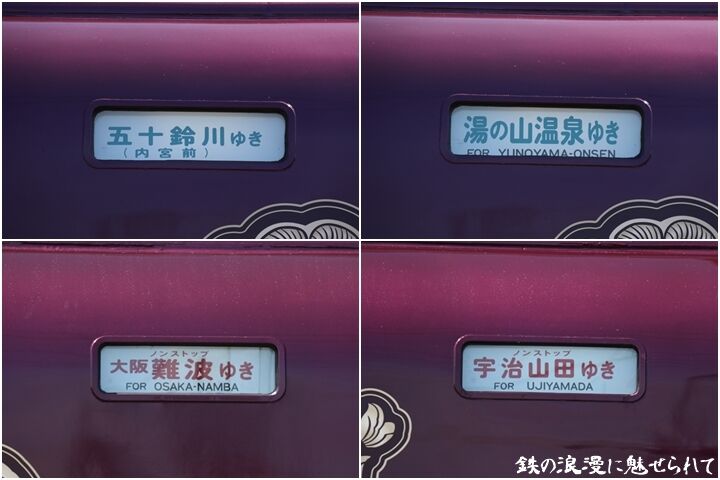 五十鈴川ゆき
(内宮前)
湯の山温泉ゆき
FOR YUNOYAMA-ONSEN
ノンストップ
大阪難波ゆき
FOR OSAKA-NAMBA
ノンストップ
宇治山田ゆき
FOR UJIYAMADA
鉄の浪漫に魅せられて